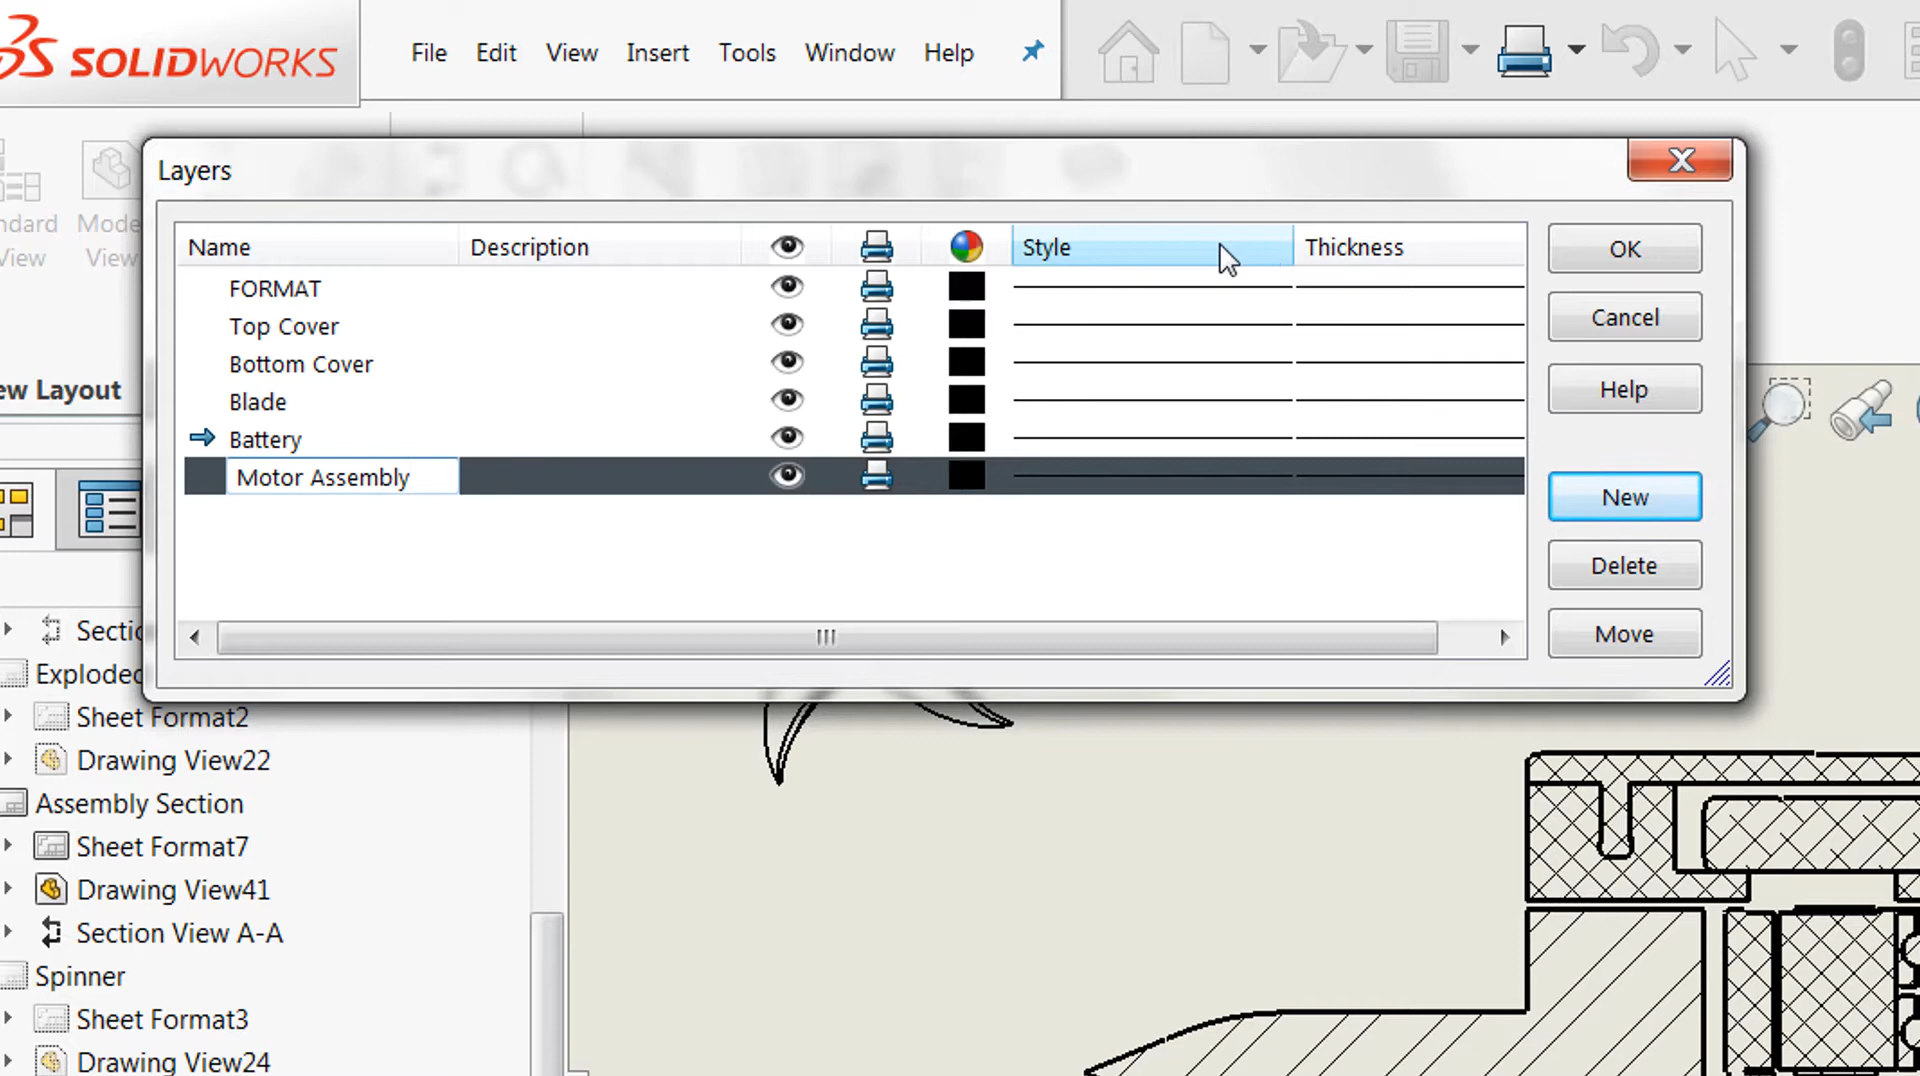 SOLIDWORKS
File Edit View Insert Tools Window Help
ndard Mode
View View
Layers
Name Description Style Thickness
FORMAT
Top Cover
Bottom Cover
Blade
Battery
Motor Assembly
OK
Cancel
Help
New
Delete
Move
ew Layout
Sectio
Exploded
Sheet Format2
Drawing View22
Assembly Section
Sheet Format7
Drawing View41
Section View A-A
Spinner
Sheet Format3
Drawing View24